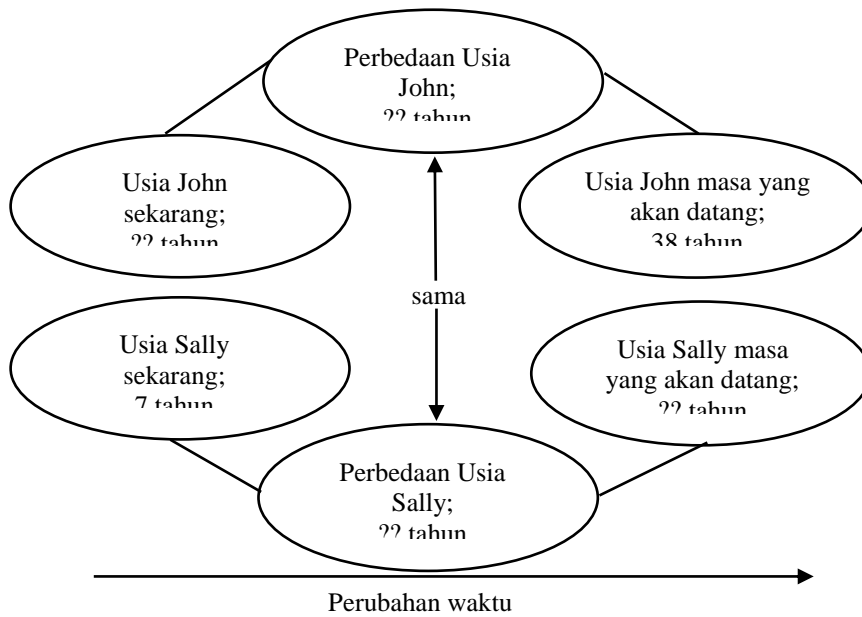 Perbedaan Usia
John;
tahun
Usia John
sekarang;
tahun
Usia John masa yang
akan datang;
38 tahun
sama
Usia Sally
sekarang;
7 tahun
Usia Sally masa
yang akan datang;
tahun
Perbedaan Usia
Sally;
tahun
Perubahan waktu